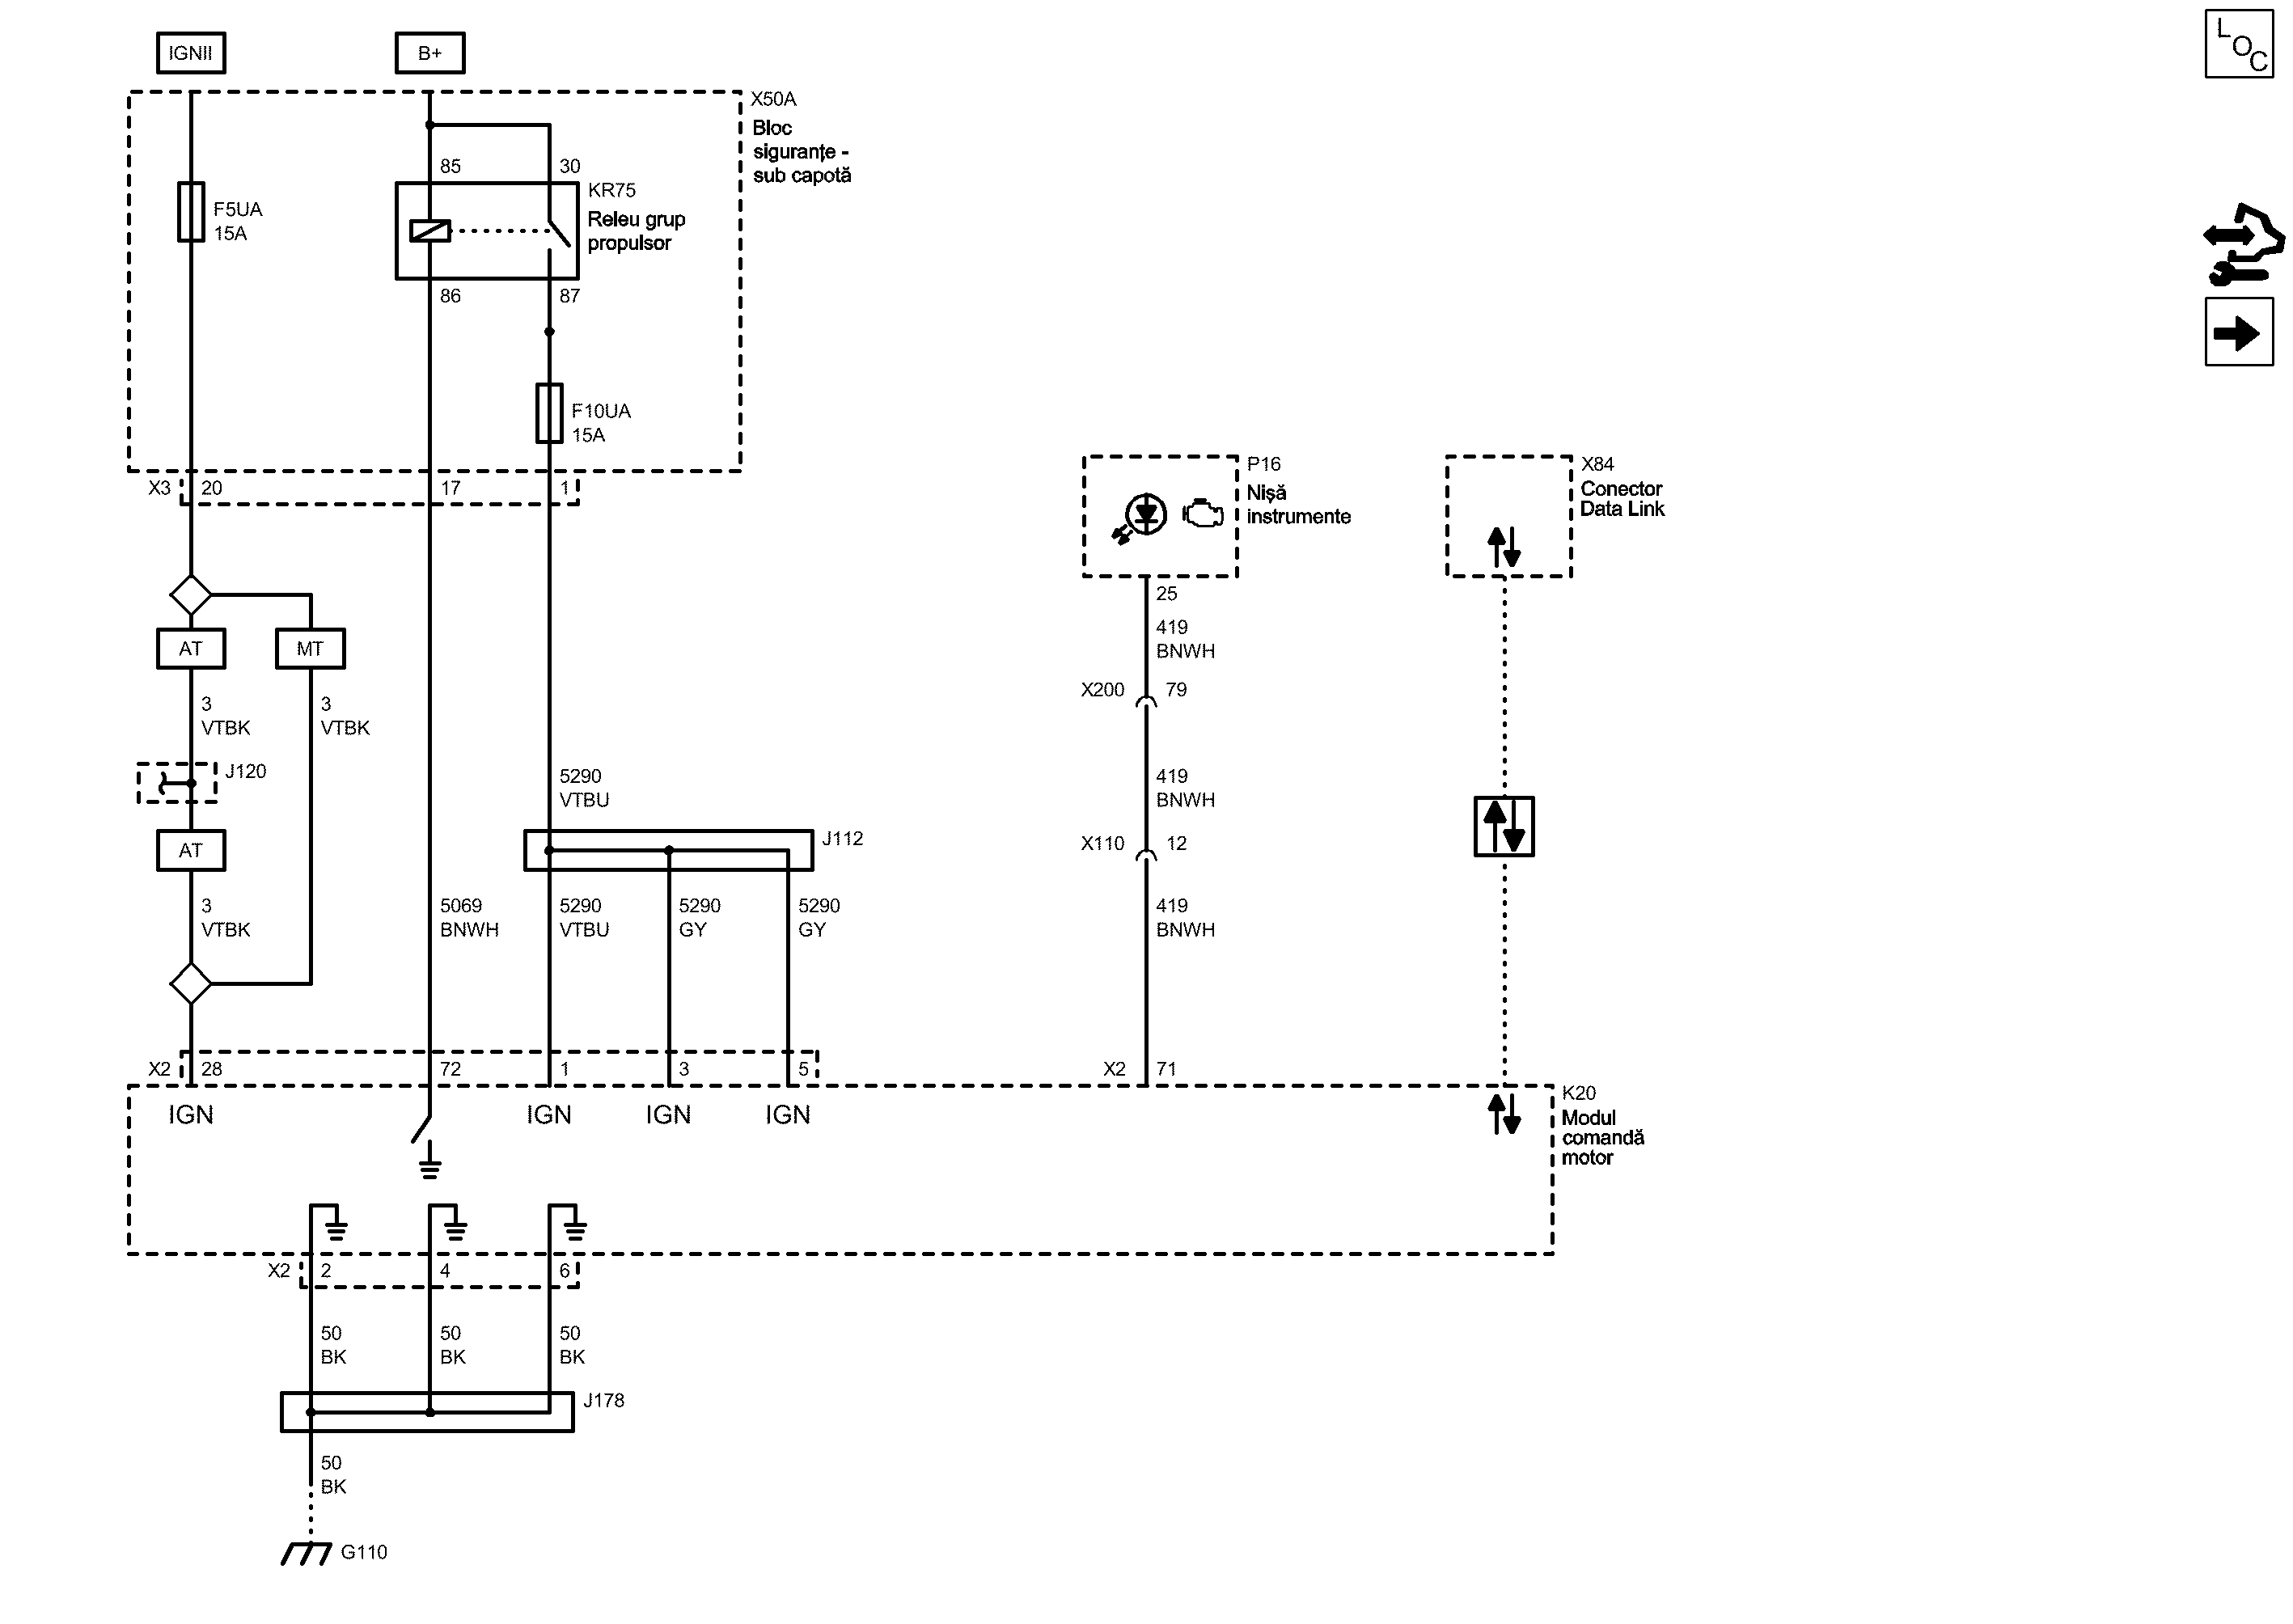 IGNII
B+
LOC
X50A
Bloc
siguranțe -
sub capotă
85
30
KR75
Releu grup
propulsor
F5UA
15A
86
87
F10UA
15A
X3
20
17
1
P16
Nișă
instrumente
X84
Conector
Data Link
25
419
BNWH
AT
MT
X200
79
3
VTBK
3
VTBK
J120
5290
VTBU
419
BNWH
AT
J112
X110
12
3
VTBK
5069
BNWH
5290
VTBU
5290
GY
5290
GY
419
BNWH
X2
28
72
1
3
5
X2
71
IGN
IGN
IGN
IGN
K20
Modul
comandă
motor
X2
2
4
6
50
BK
50
BK
50
BK
J178
50
BK
G110